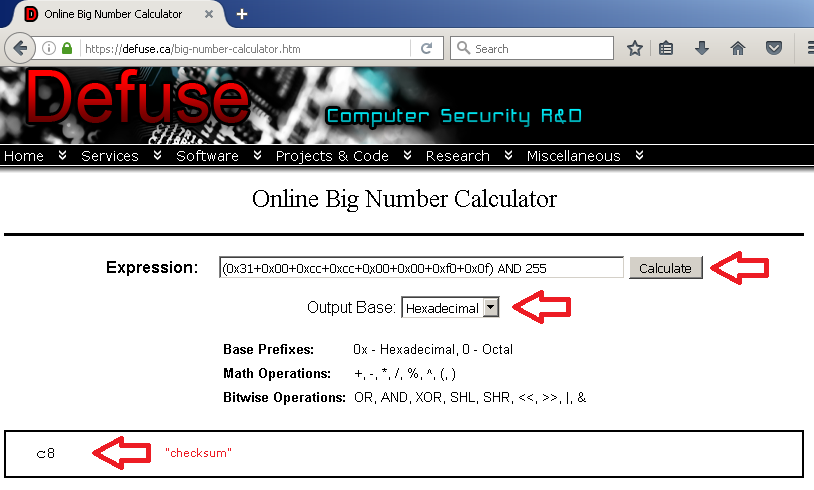 Online Big Number Calculator
https://defuse.ca/big-number-calculator.htm
Search
Defuse
Computer Security R&D
Home Services Software Projects & Code Research Miscellaneous
Online Big Number Calculator
Expression: (0x31+0x00+0xcc+0xcc+0x00+0x00+0xf0+0x0f) AND 255 Calculate
Output Base: Hexadecimal
Base Prefixes: 0x - Hexadecimal, 0 - Octal
Math Operations: +, -, *, /, %, ^, (, )
Bitwise Operations: OR, AND, XOR, SHL, SHR, <<, >>, |, &
c8 "checksum"